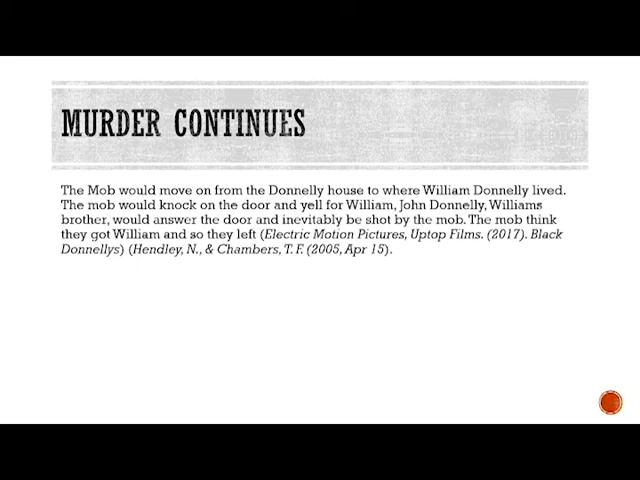 MURDER CONTINUES
The Mob would move on from the Donnelly house to where William Donnelly lived.
The mob would knock on the door and yell for William, John Donnelly, Williams
brother, would answer the door and inevitably be shot by the mob. The mob think
they got William and so they left (Electric Motion Pictures, Uptop Films. (2017). Black
Donnellys) (Hendley, N., & Chambers, T. F. (2005, Apr 15).